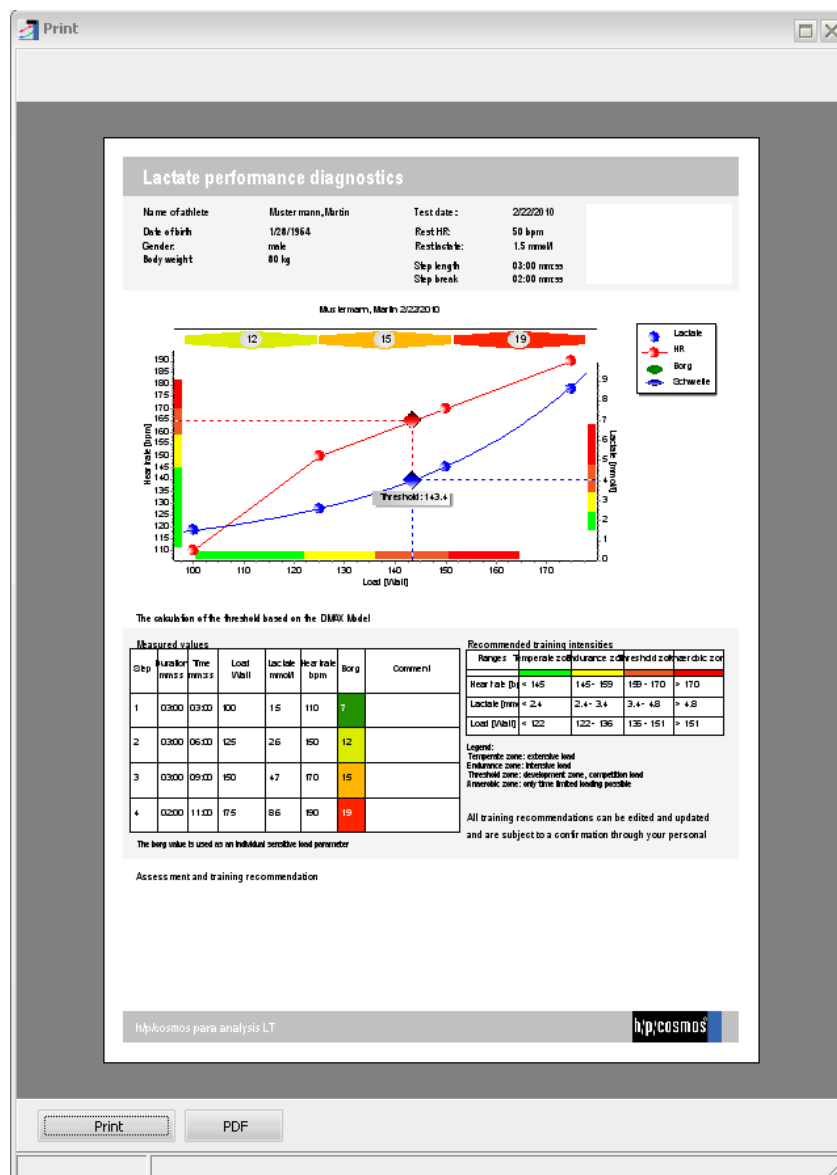 Print
Lactate performance diagnostics
Name of athlete Mustermann, Martin Test date: 2/22/2010
Date of birth 1/28/1964 Rest HR: 50 bpm
Gender: male Restlactate: 1.5 mmol/l
Body weight 80 kg
Step length 03:00 mm:ss
Step break 02:00 mm:ss
Mustermann, Martin 2/22/2010
12 15 19
Lactate
HR
Borg
Schwelle
Heart rate [bpm]
190
185
180
175
170
165
160
155
150
145
140
135
130
125
120
115
110
Lactate [mmol/l]
9
8
7
6
5
4
3
2
1
0
Threshold: 143.4
100 110 120 130 140 150 160 170
Load [Watt]
The calculation of the threshold based on the DMAX Model
Measured values
Step Duration mm:ss Time mm:ss Load Watt Lactate mmol/l Heart rate bpm Borg Comment
1 03:00 03:00 100 1.5 110 7
2 03:00 06:00 125 2.6 150 12
3 03:00 09:00 150 4.7 170 15
4 02:00 11:00 175 8.6 190 19
The borg value is used as an individual sensitive load parameter
Recommended training intensities
Ranges Temperate zo Endurance zo Threshold zo naerobic zon
Heart rate [bp < 145 145 - 159 159 - 170 > 170
Lactate [mm < 2.4 2.4 - 3.4 3.4 - 4.8 > 4.8
Load [Watt] < 122 122 - 136 136 - 151 > 151
Legend:
Temperate zone: extensive load
Endurance zone: intensive load
Threshold zone: development zone, competition load
Anaerobic zone: only time limited loading possible
All training recommendations can be edited and updated
and are subject to a confirmation through your personal
Assessment and training recommendation
h/p/cosmos para analysis LT
h/p/cosmos®
Print PDF